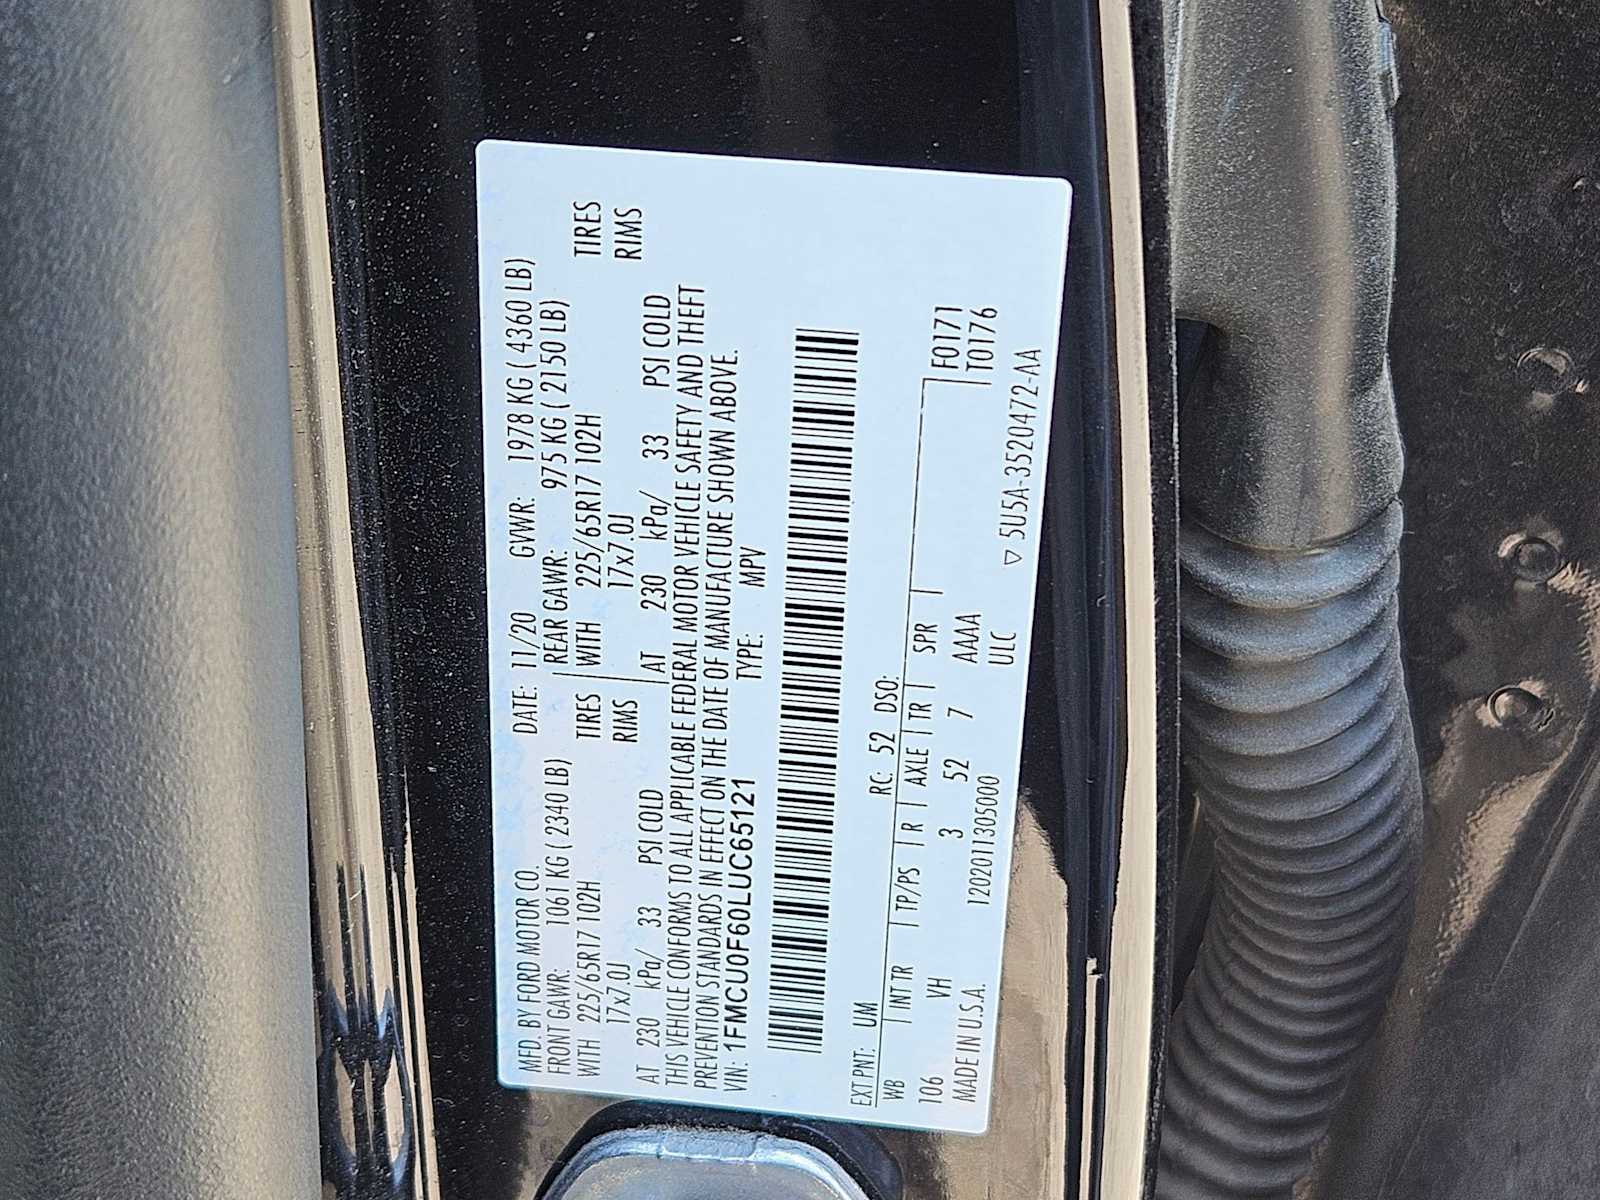 MFD. BY FORD MOTOR CO.
DATE: 11/20 GVWR: 1978 KG ( 4360 LB)
FRONT GAWR: 1061 KG ( 2340 LB) REAR GAWR: 975 KG ( 2150 LB)
WITH 225/65R17 102H TIRES WITH 225/65R17 102H TIRES
17x7.0J RIMS 17x7.0J RIMS
AT 230 kPa/ 33 PSI COLD AT 230 kPa/ 33 PSI COLD
THIS VEHICLE CONFORMS TO ALL APPLICABLE FEDERAL MOTOR VEHICLE SAFETY AND THEFT
PREVENTION STANDARDS IN EFFECT ON THE DATE OF MANUFACTURE SHOWN ABOVE.
VIN: 1FMCU0F60LUC65121 TYPE: MPV
EXT PNT: UM RC: 52 DSO: F0171
WB INT TR TP/PS R AXLE TR SPR T0176
106 VH 3 52 7 AAAA
MADE IN U.S.A. 1202011305000 ULC ▽ 5U5A-3520472-AA